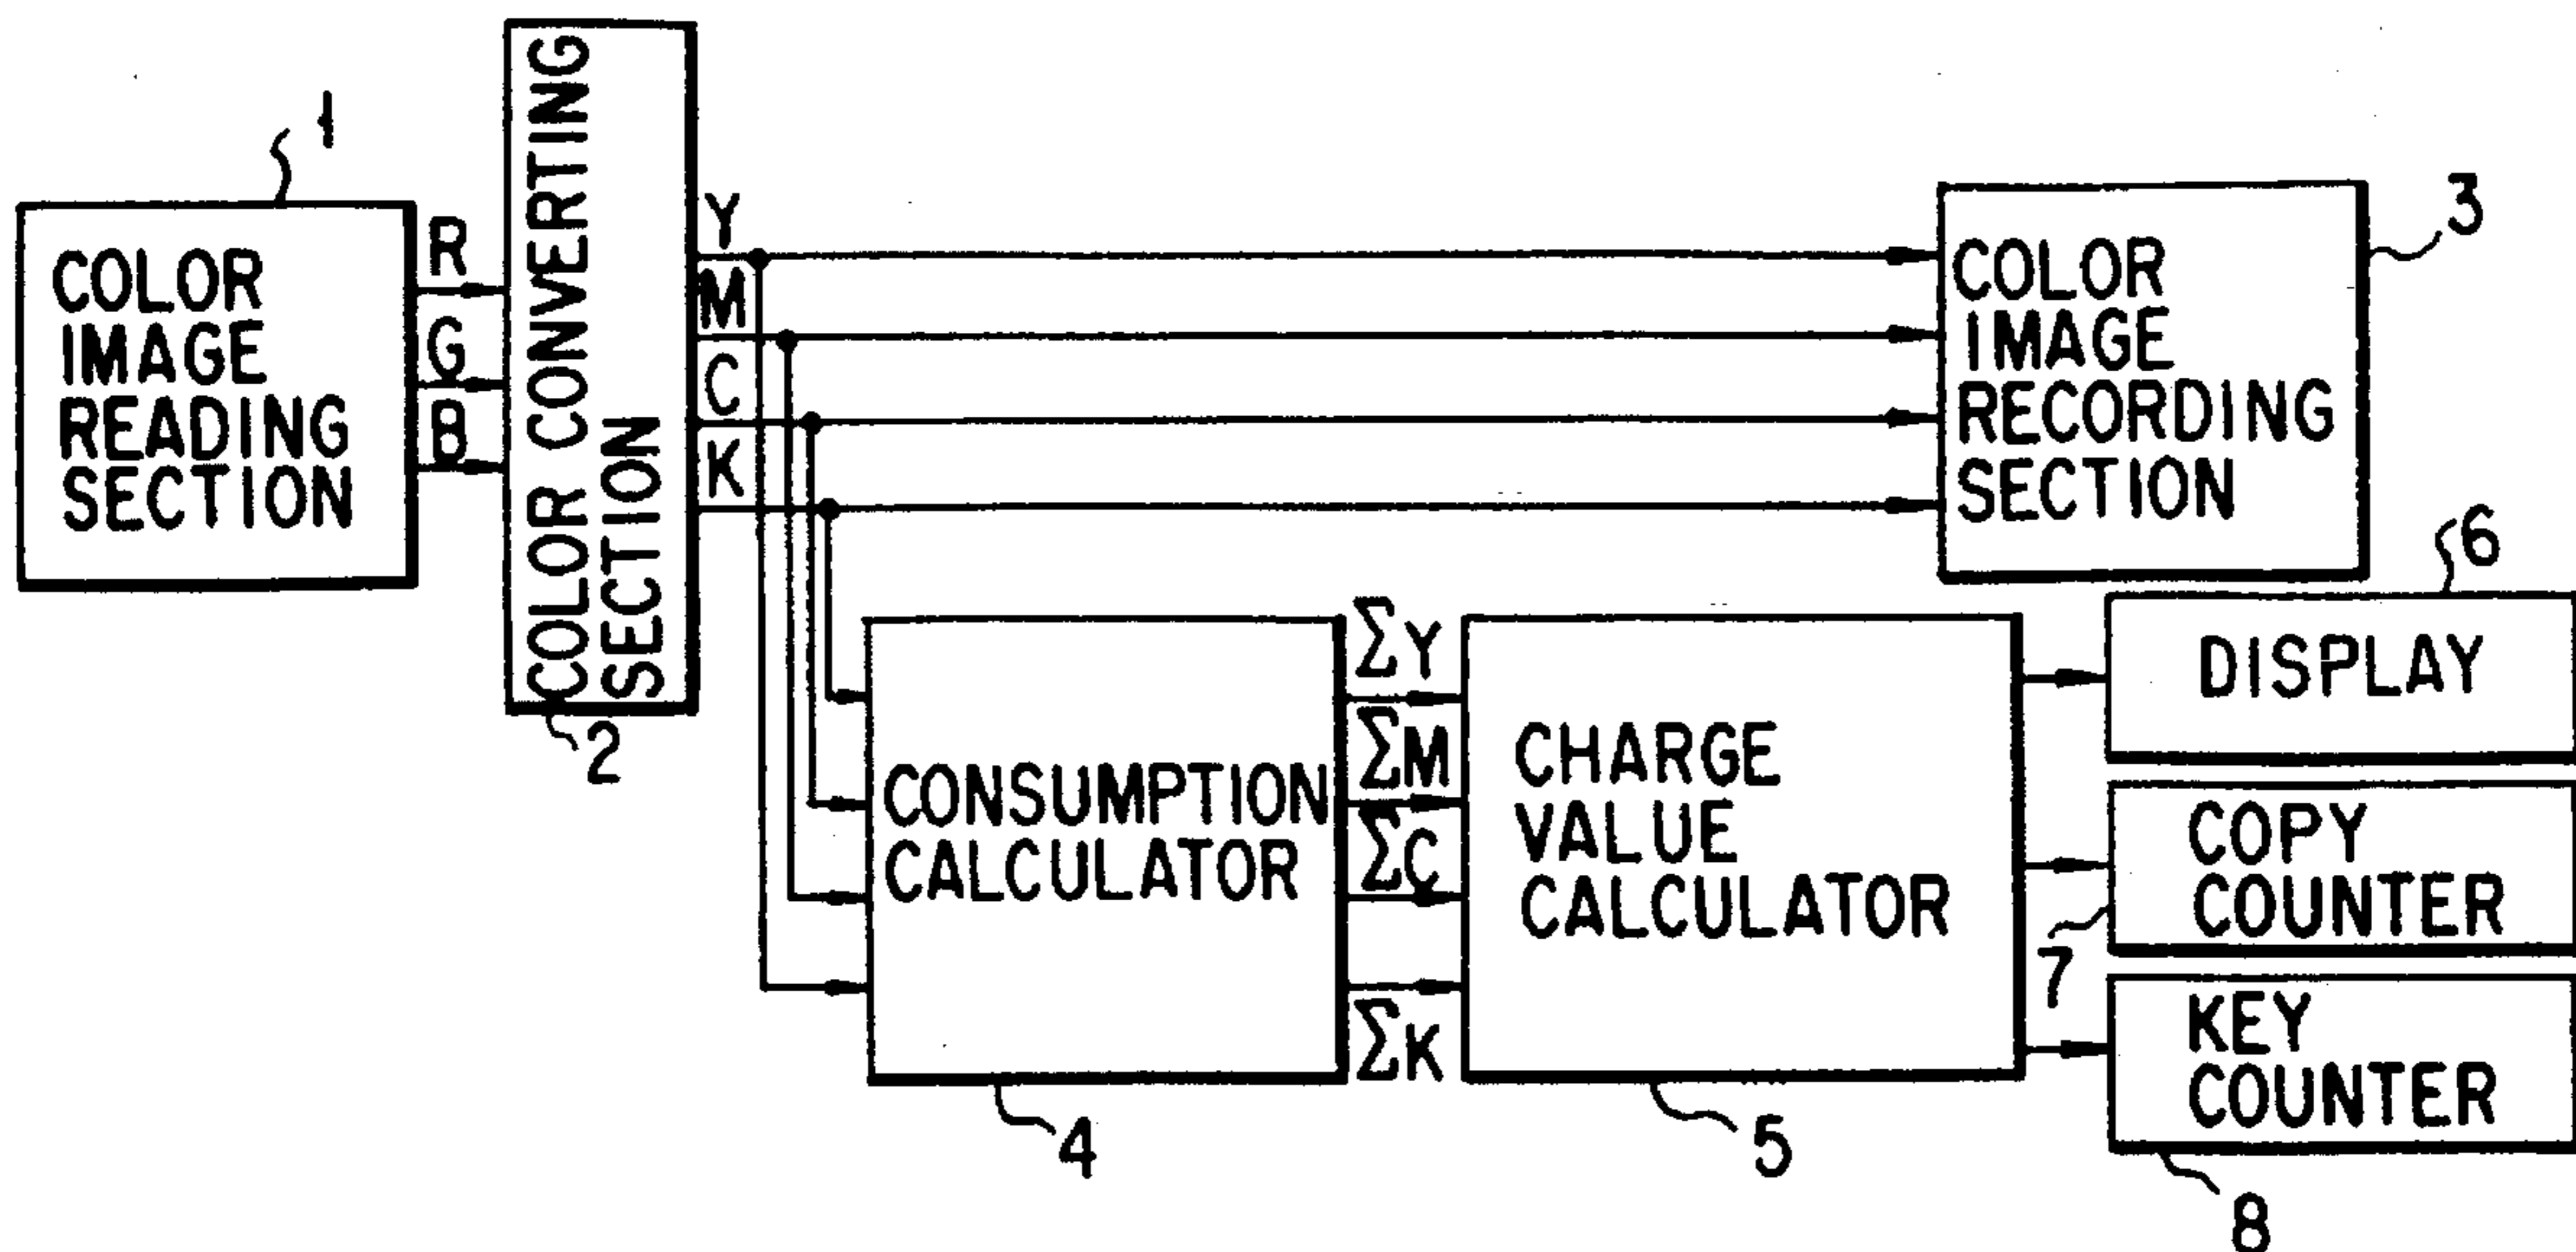 1
COLOR
IMAGE
READING
SECTION
R
G
B
COLOR CONVERTING
SECTION
2
Y
M
C
K
COLOR
IMAGE
RECORDING
SECTION
3
CONSUMPTION
CALCULATOR
4
ΣY
ΣM
ΣC
ΣK
CHARGE
VALUE
CALCULATOR
5
DISPLAY
6
COPY
COUNTER
7
KEY
COUNTER
8